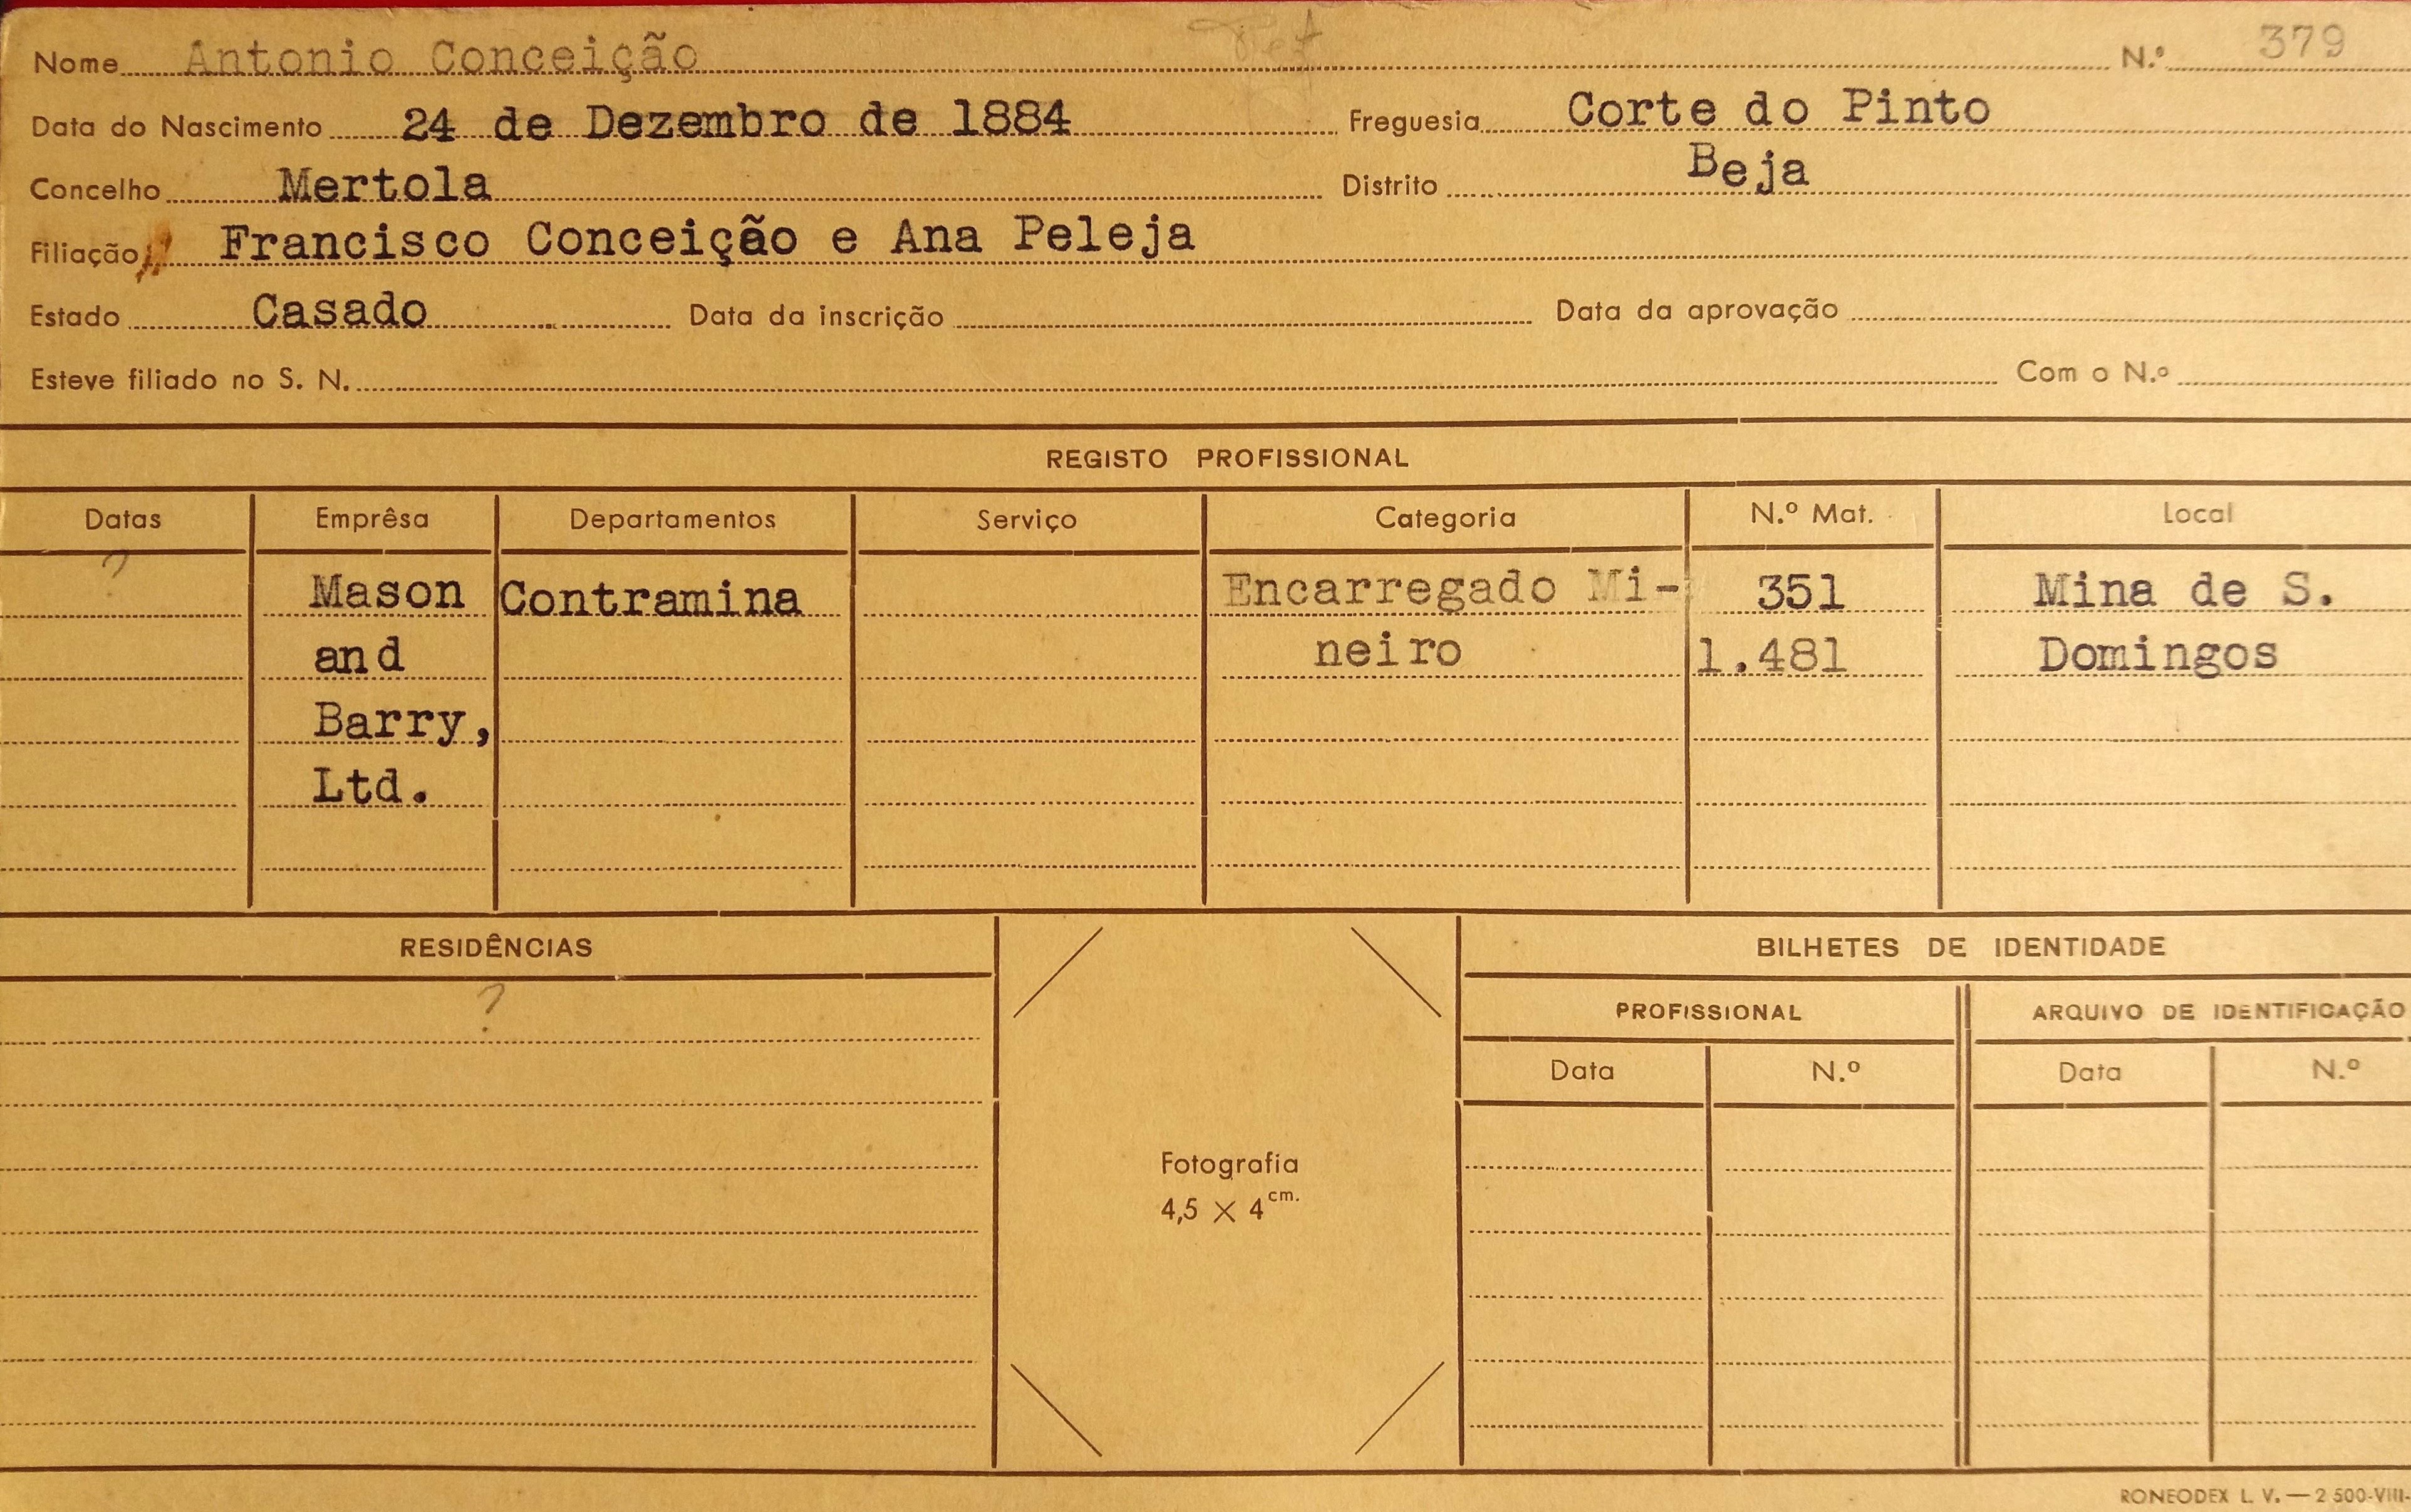 Nome Antonio Conceição N.º 379
Data do Nascimento 24 de Dezembro de 1884 Freguesia Corte do Pinto
Concelho Mertola Distrito Beja
Filiação Francisco Conceição e Ana Peleja
Estado Casado Data da inscrição Data da aprovação
Esteve filiado no S. N. Com o N.º
REGISTO PROFISSIONAL
Datas Emprêsa Departamentos Serviço Categoria N.º Mat. Local
? Mason Contramina Encarregado Mi- 351 Mina de S.
and neiro 1.481 Domingos
Barry,
Ltd.
RESIDÊNCIAS BILHETES DE IDENTIDADE
? PROFISSIONAL ARQUIVO DE IDENTIFICAÇÃO
Data N.º Data N.º
Fotografia
4,5 × 4 cm.
RONEODEX L. V. — 2 500-VIII-